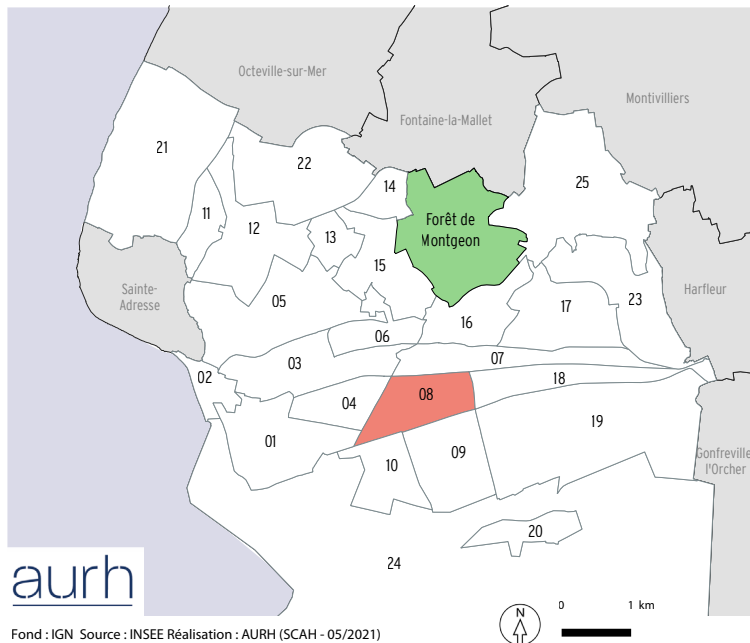 Octeville-sur-Mer
Montivilliers
Fontaine-la-Mallet
21
22
14
25
11
12
13
Forêt de
Montgeon
15
Sainte-
Adresse
05
16
17
23
Harfleur
06
07
03
02
18
04
08
19
01
10
09
Gonfreville
l'Orcher
20
24
aurh
N
0
1 km
Fond : IGN Source : INSEE Réalisation : AURH (SCAH - 05/2021)